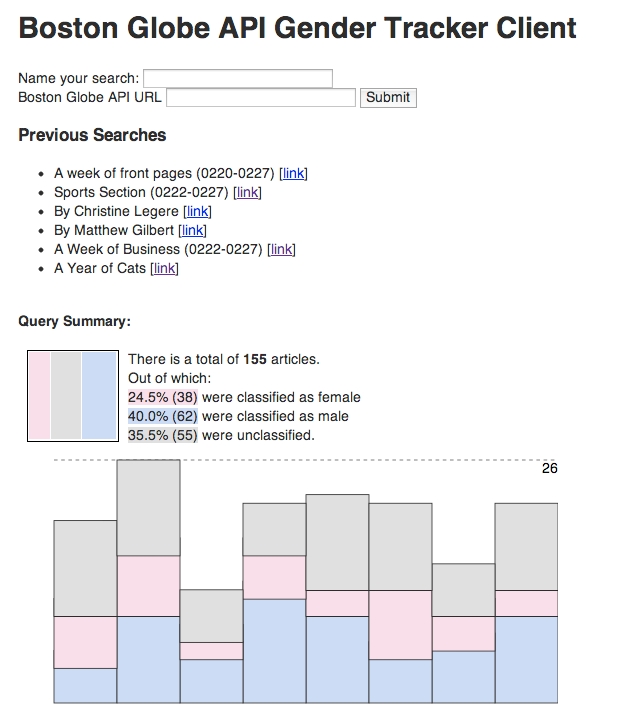 Boston Globe API Gender Tracker Client
Name your search:
Boston Globe API URL Submit
Previous Searches
A week of front pages (0220-0227) [link]
Sports Section (0222-0227) [link]
By Christine Legere [link]
By Matthew Gilbert [link]
A Week of Business (0222-0227) [link]
A Year of Cats [link]
Query Summary:
There is a total of 155 articles.
Out of which:
24.5% (38) were classified as female
40.0% (62) were classified as male
35.5% (55) were unclassified.
26